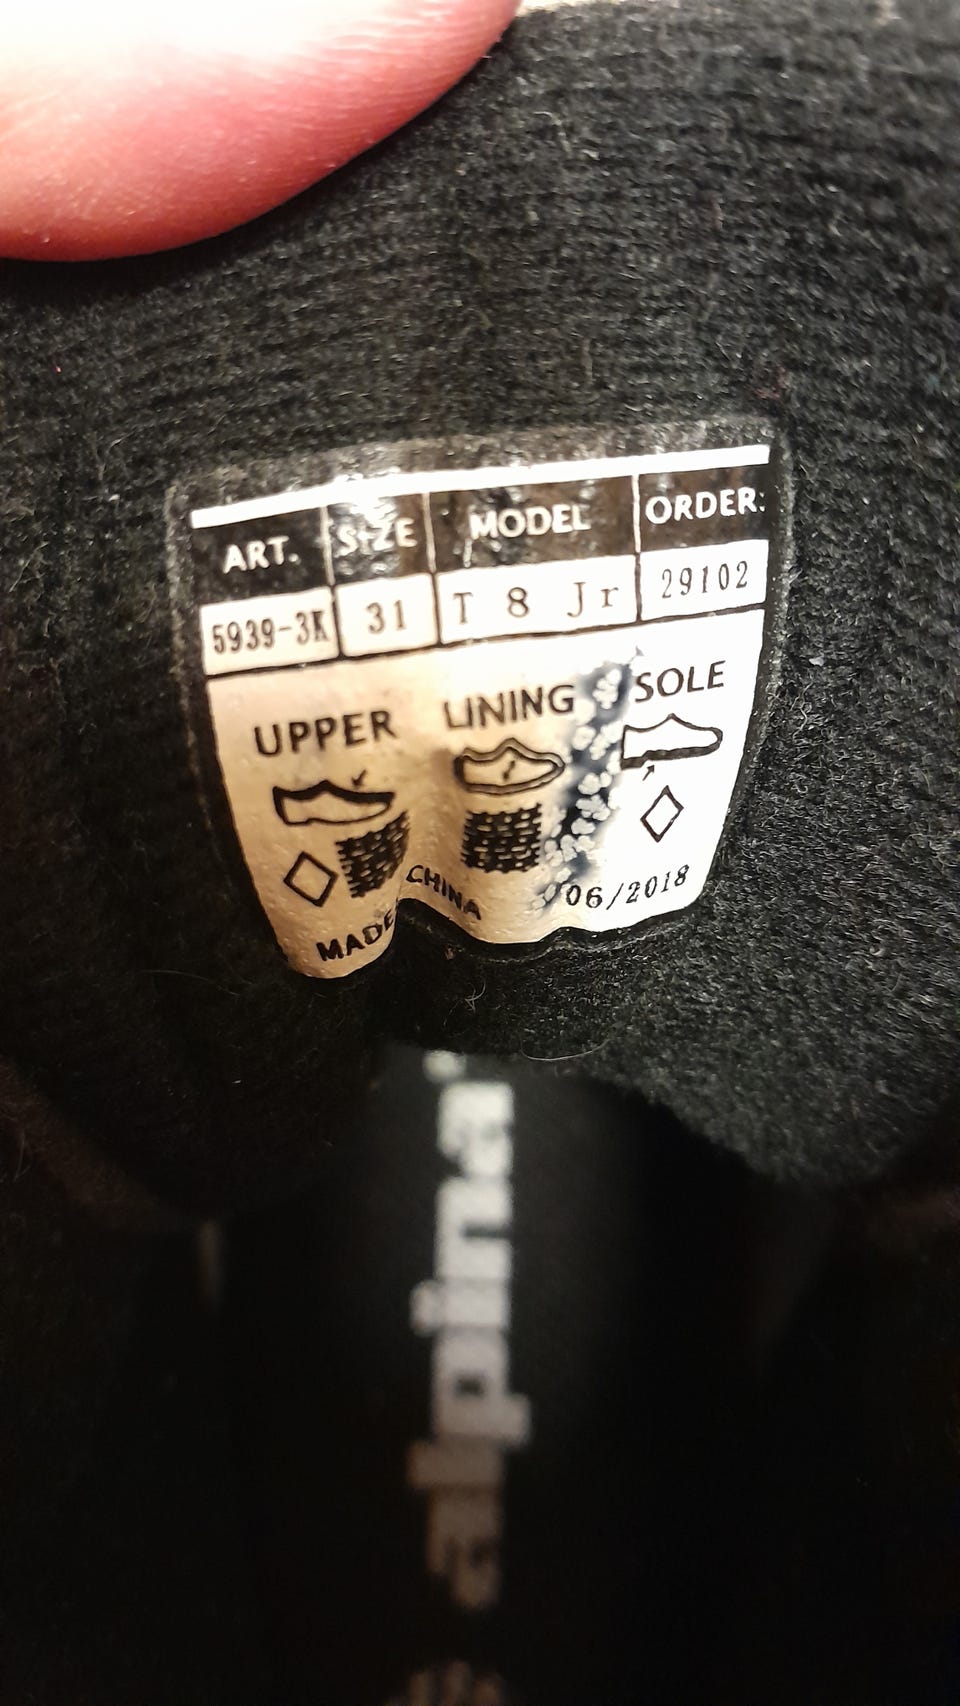 ART. SIZE MODEL ORDER:
5939-3K 31 T 8 Jr 29102
UPPER LINING SOLE
MADE CHINA 06/2018
alpina